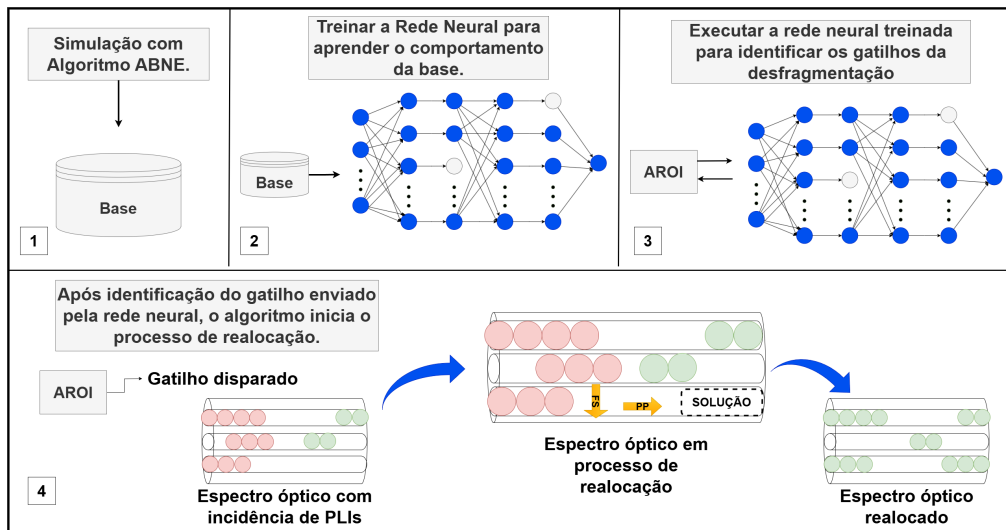 Simulação com
Algoritmo ABNE.
Base
1
Treinar a Rede Neural para
aprender o comportamento
da base.
Base
2
Executar a rede neural treinada
para identificar os gatilhos da
desfragmentação
AROI
3
Após identificação do gatilho enviado
pela rede neural, o algoritmo inicia o
processo de realocação.
AROI
Gatilho disparado
Espectro óptico com
incidência de PLIs
4
FS
PP
SOLUÇÃO
Espectro óptico em
processo de
realocação
Espectro óptico
realocado